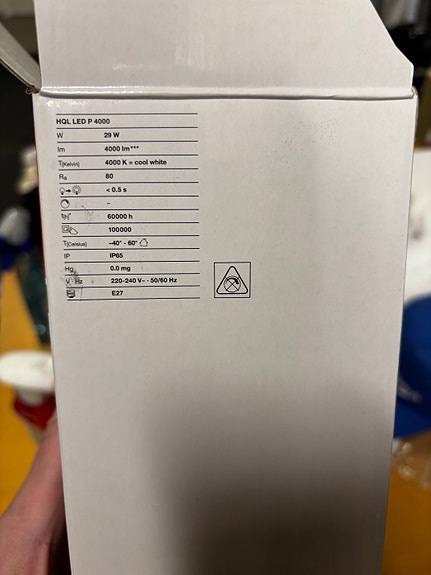 HQL LED P 4000
W 29 W
lm 4000 lm***
T[Kelvin] 4000 K = cool white
Ra 80
< 0.5 s
–
60000 h
100000
T[Celsius] –40° - 60°
IP IP65
Hg 0.0 mg
V~ Hz 220-240 V~ - 50/60 Hz
E27